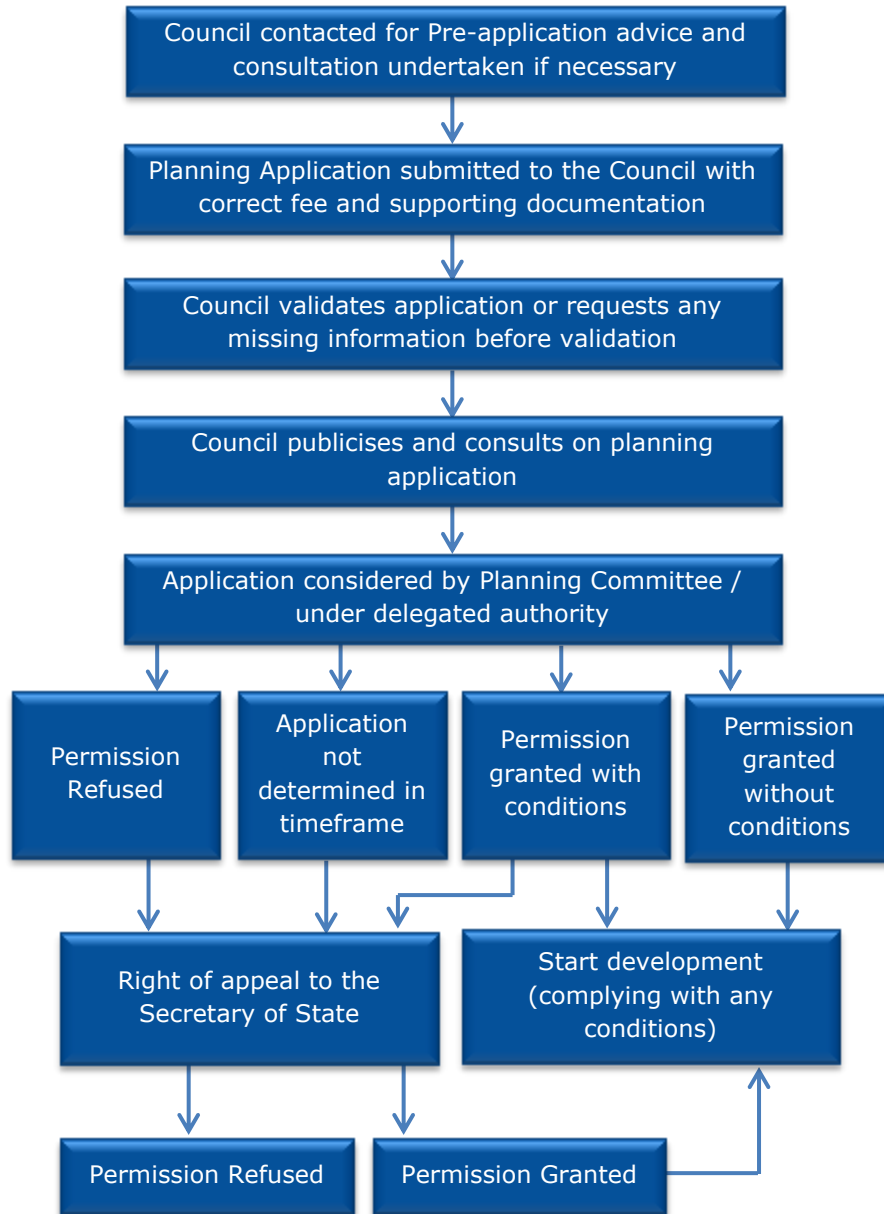 Council contacted for Pre-application advice and
consultation undertaken if necessary
Planning Application submitted to the Council with
correct fee and supporting documentation
Council validates application or requests any
missing information before validation
Council publicises and consults on planning
application
Application considered by Planning Committee /
under delegated authority
Permission
Refused
Application
not
determined in
timeframe
Permission
granted with
conditions
Permission
granted
without
conditions
Right of appeal to the
Secretary of State
Start development
(complying with any
conditions)
Permission Refused
Permission Granted